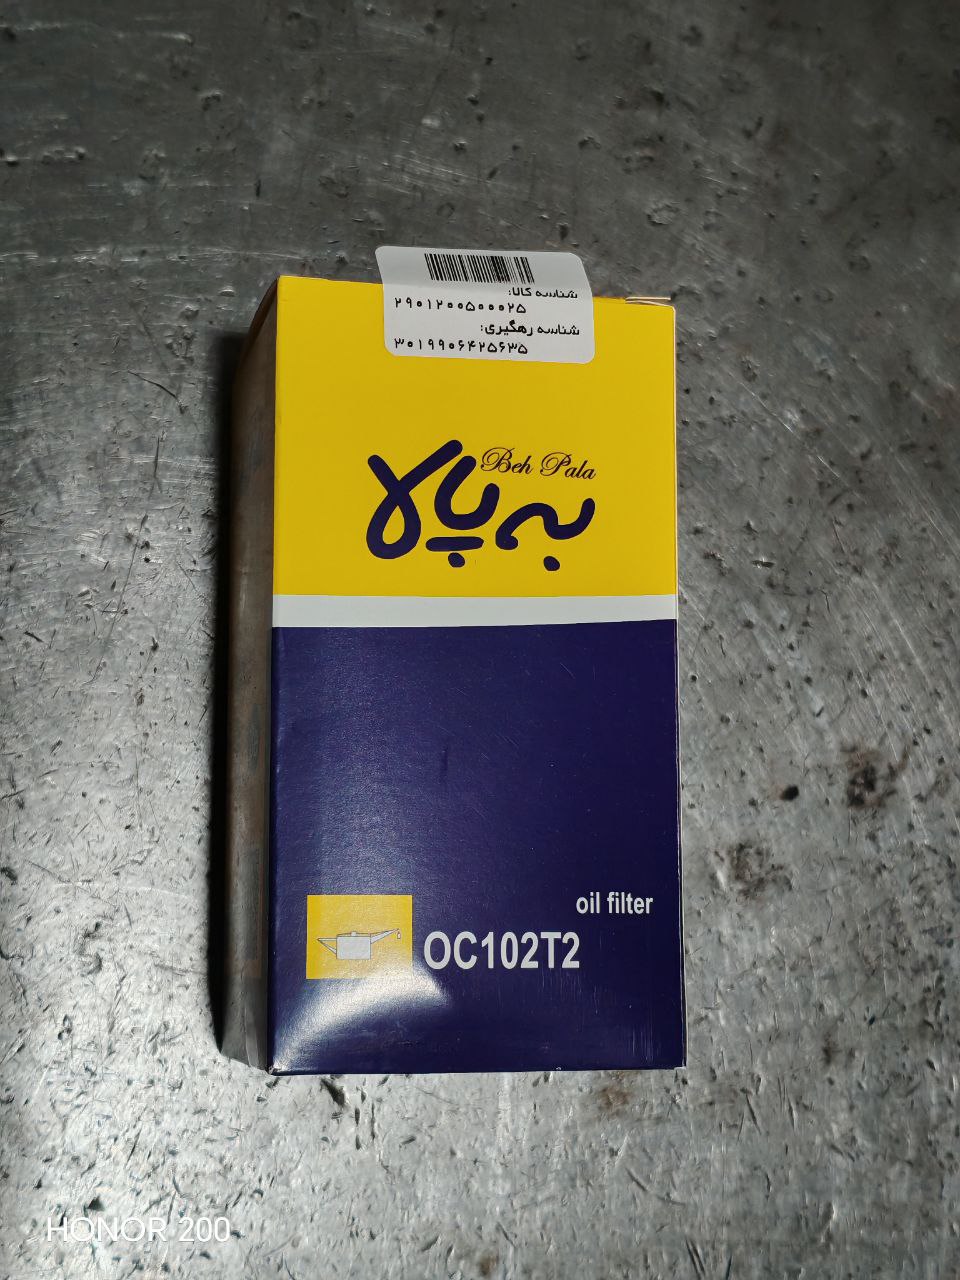 شناسه کالا:
۲۹۰۱۲۰۰۵۰۰۰۲۵
شناسه رهگیری:
۳۰۱۹۹۰۶۴۲۵۶۳۵
Beh Pala
به پالا
oil filter
OC102T2
HONOR 200